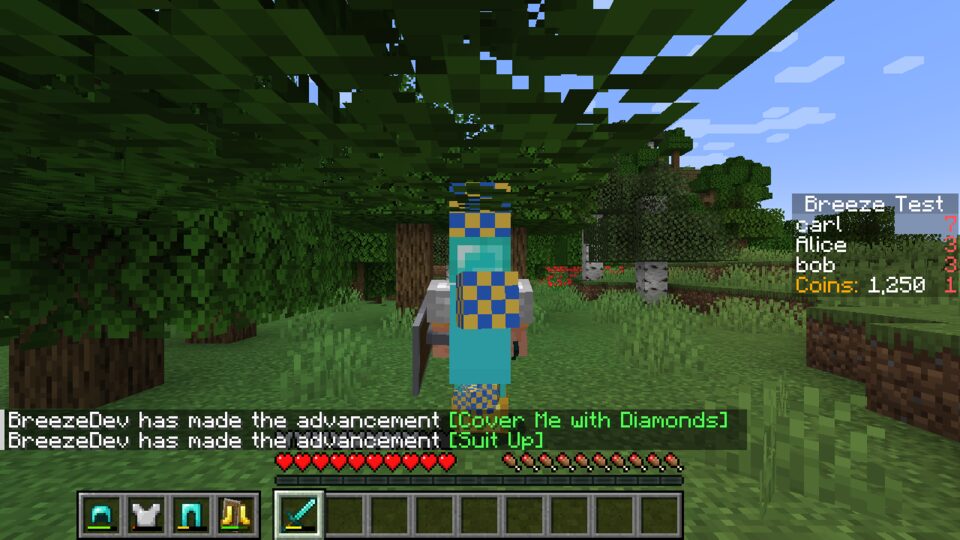 Breeze Test
carl 7
Alice 3
bob 3
Coins: 1,250 1
BreezeDev has made the advancement [Cover Me with Diamonds]
BreezeDev has made the advancement [Suit Up]